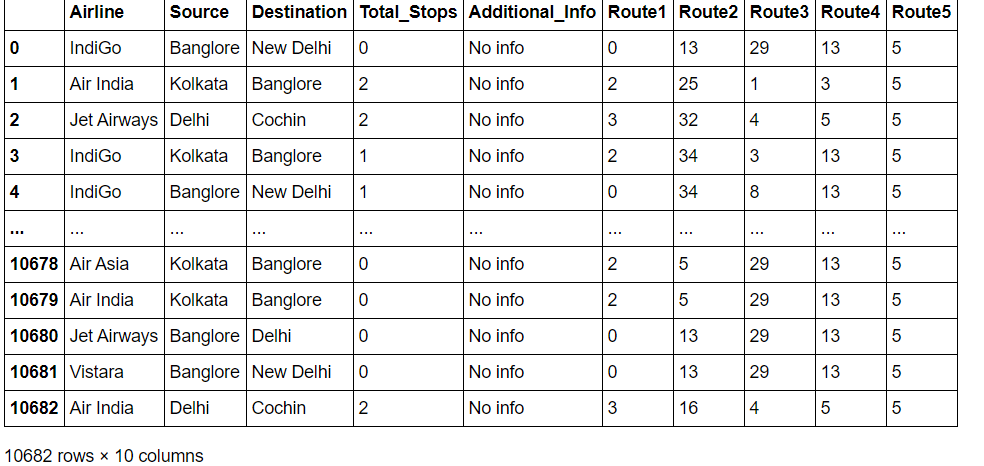 Airline Source Destination Total_Stops Additional_Info Route1 Route2 Route3 Route4 Route5
0 IndiGo Banglore New Delhi 0 No info 0 13 29 13 5
1 Air India Kolkata Banglore 2 No info 2 25 1 3 5
2 Jet Airways Delhi Cochin 2 No info 3 32 4 5 5
3 IndiGo Kolkata Banglore 1 No info 2 34 3 13 5
4 IndiGo Banglore New Delhi 1 No info 0 34 8 13 5
... ... ... ... ... ... ... ... ... ... ...
10678 Air Asia Kolkata Banglore 0 No info 2 5 29 13 5
10679 Air India Kolkata Banglore 0 No info 2 5 29 13 5
10680 Jet Airways Banglore Delhi 0 No info 0 13 29 13 5
10681 Vistara Banglore New Delhi 0 No info 0 13 29 13 5
10682 Air India Delhi Cochin 2 No info 3 16 4 5 5
10682 rows × 10 columns